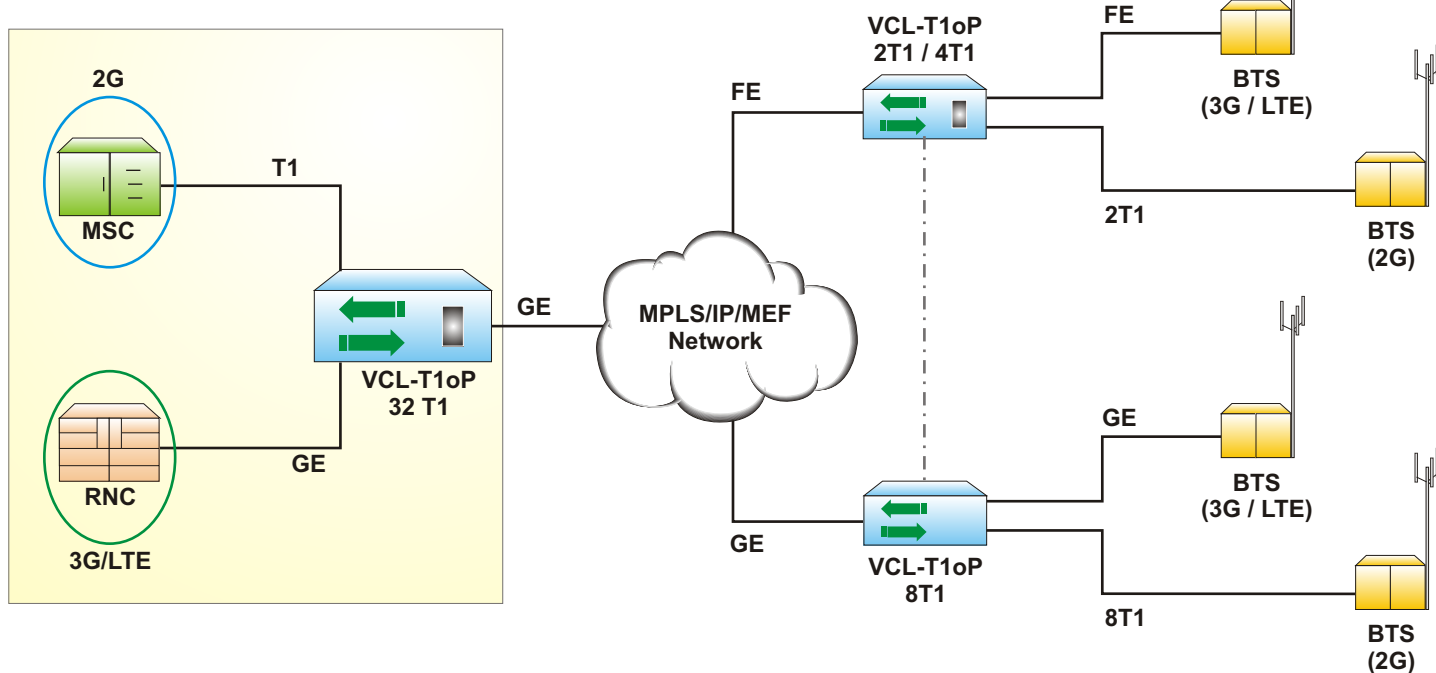 2G
MSC
T1
VCL-T1oP
32 T1
GE
RNC
GE
3G/LTE
MPLS/IP/MEF
Network
FE
VCL-T1oP
2T1 / 4T1
FE
BTS
(3G / LTE)
2T1
BTS
(2G)
GE
VCL-T1oP
8T1
GE
BTS
(3G / LTE)
8T1
BTS
(2G)